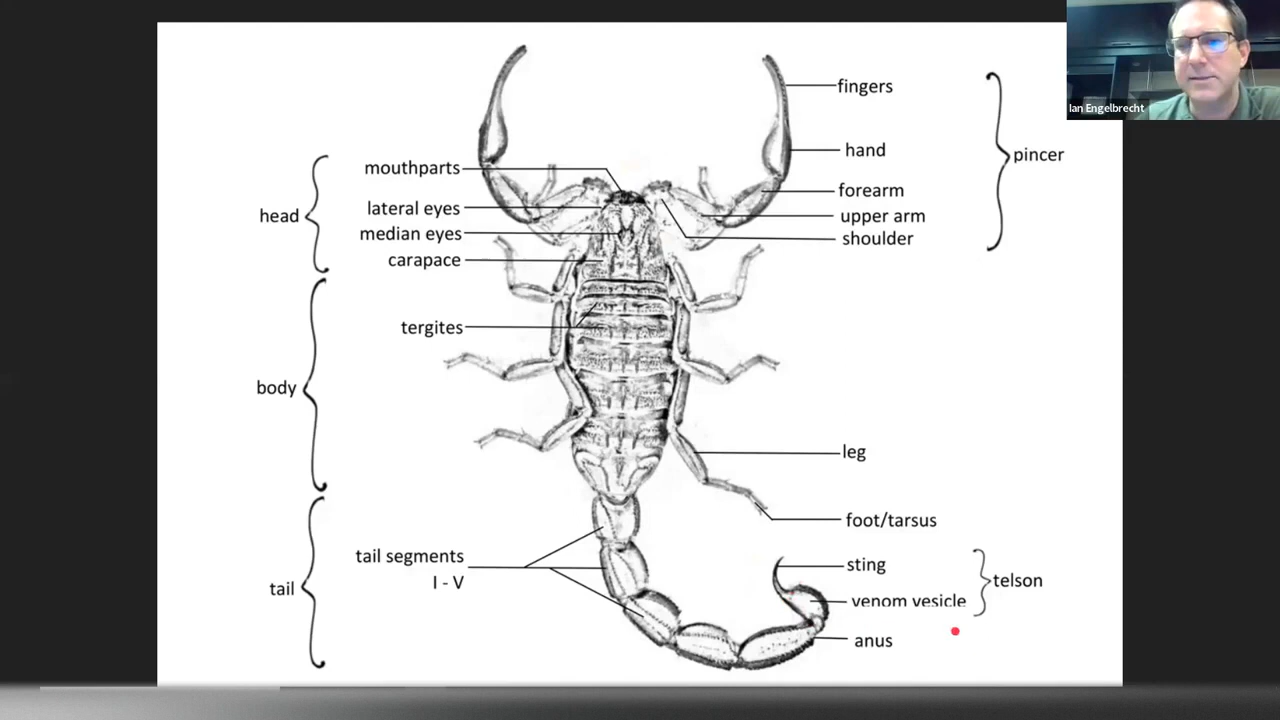 Ian Engelbrecht
fingers
hand
pincer
mouthparts
forearm
lateral eyes
upper arm
head
median eyes
shoulder
carapace
tergites
body
leg
foot/tarsus
tail segments
I - V
sting
telson
tail
venom vesicle
anus